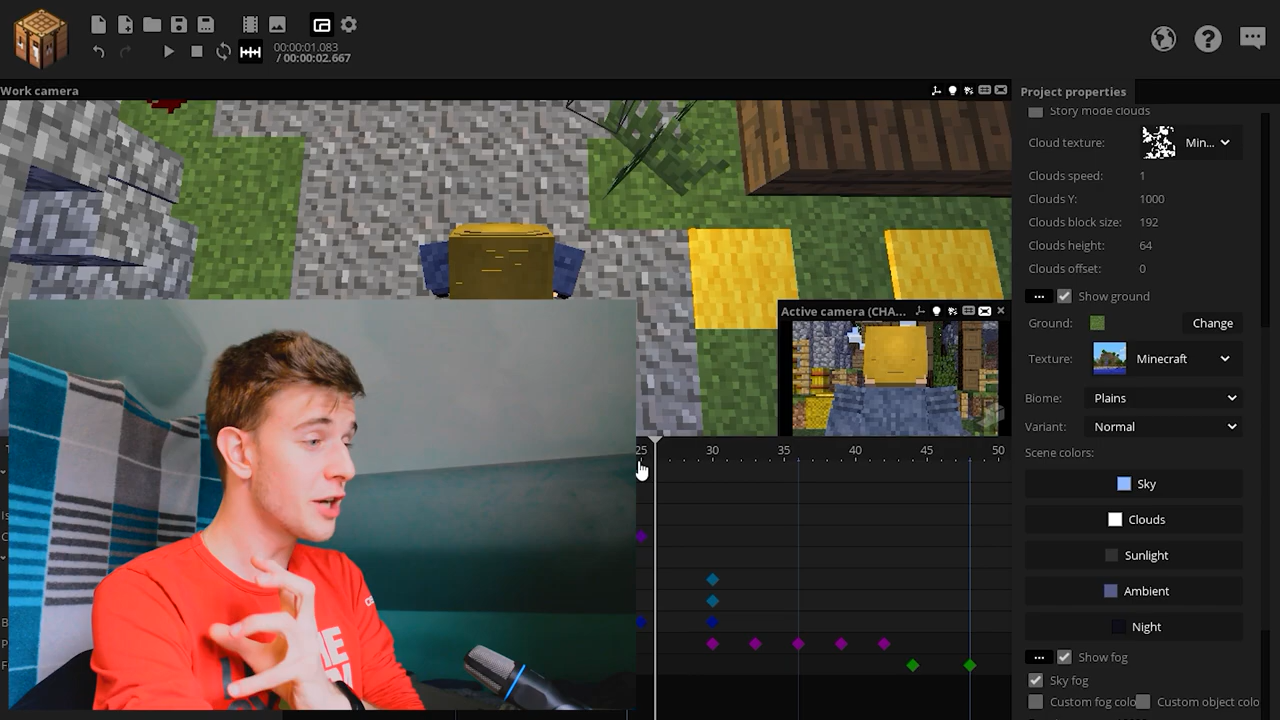 00:00:01.083
/ 00:00:02.667
Work camera
Project properties
Story mode clouds
Cloud texture:
Min...
Clouds speed:
1
Clouds Y:
1000
Clouds block size:
192
Clouds height:
64
Clouds offset:
0
Show ground
Ground:
Change
Texture:
Minecraft
Biome:
Plains
Variant:
Normal
Scene colors:
Sky
Clouds
Sunlight
Ambient
Night
Show fog
Sky fog
Custom fog colo
Custom object colo
Active camera (CHA...
25 30 35 40 45 50